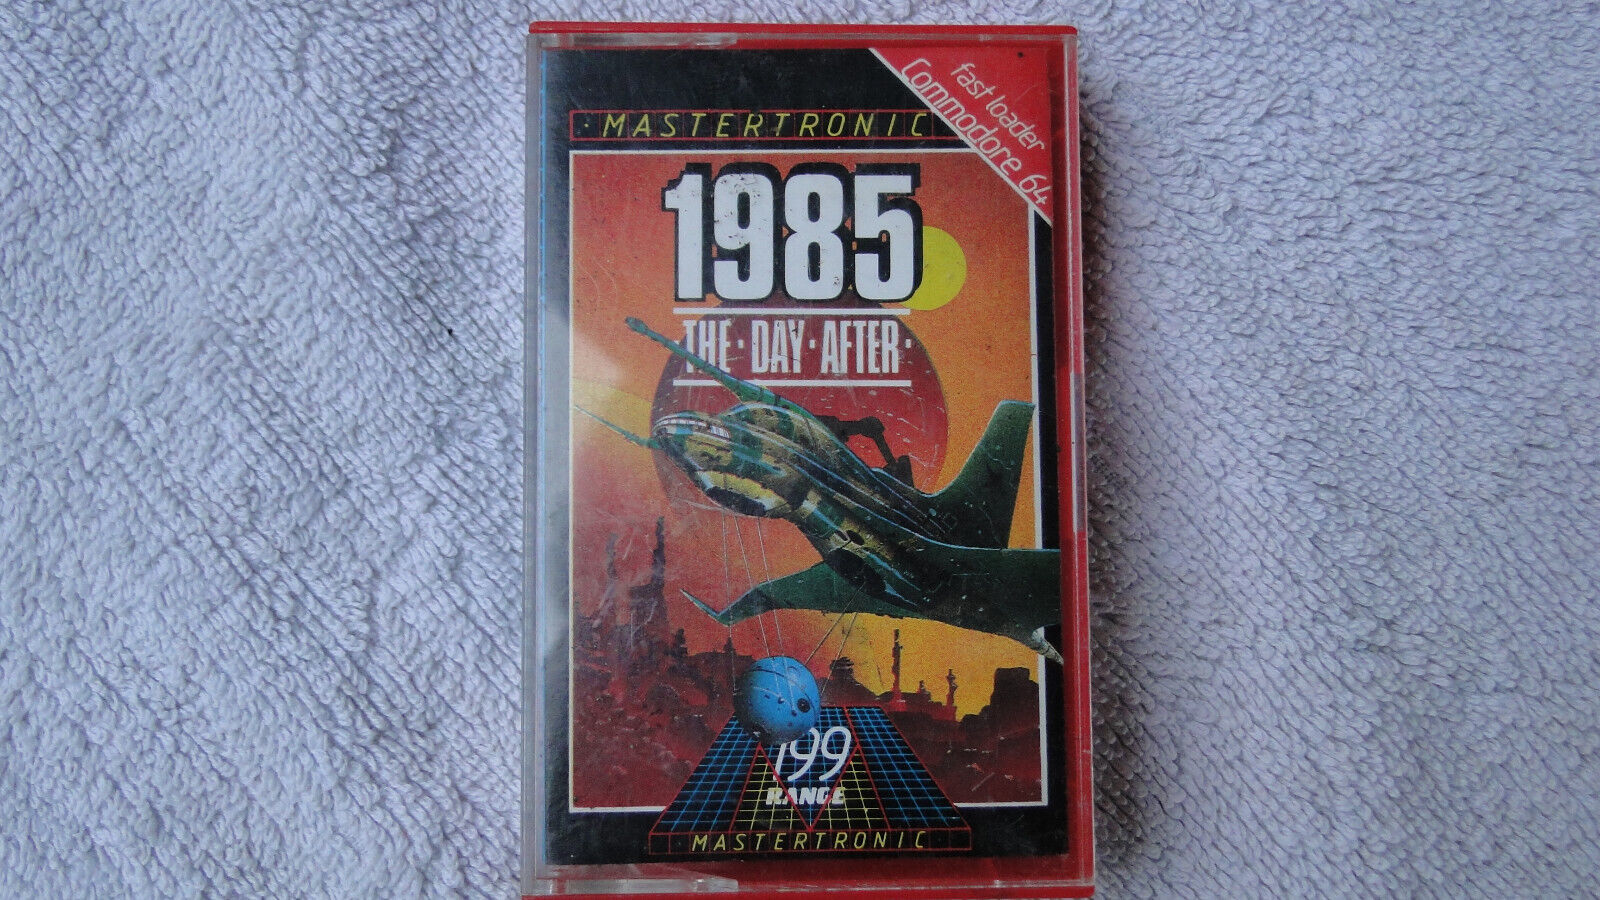 fast loader
Commodore 64
MASTERTRONIC
1985
THE·DAY·AFTER·
199
RANGE
MASTERTRONIC